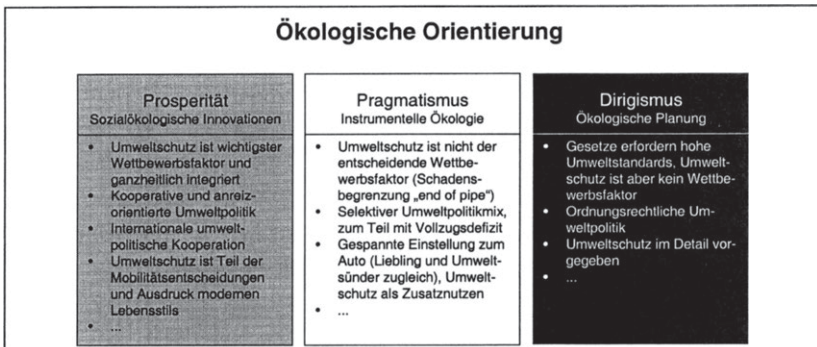 Ökologische Orientierung
Prosperität
Sozialökologische Innovationen
• Umweltschutz ist wichtigster
Wettbewerbsfaktor und
ganzheitlich integriert
• Kooperative und anreiz-
orientierte Umweltpolitik
• Internationale umwelt-
politische Kooperation
• Umweltschutz ist Teil der
Mobilitätsentscheidungen
und Ausdruck modernen
Lebensstils
• ...
Pragmatismus
Instrumentelle Ökologie
• Umweltschutz ist nicht der
entscheidende Wettbe-
werbsfaktor (Schadens-
begrenzung „end of pipe“)
• Selektiver Umweltpolitikmix,
zum Teil mit Vollzugsdefizit
• Gespannte Einstellung zum
Auto (Liebling und Umwelt-
sünder zugleich), Umwelt-
schutz als Zusatznutzen
• ...
Dirigismus
Ökologische Planung
• Gesetze erfordern hohe
Umweltstandards, Umwelt-
schutz ist aber kein Wettbe-
werbsfaktor
• Ordnungsrechtliche Um-
weltpolitik
• Umweltschutz im Detail vor-
gegeben
• ...